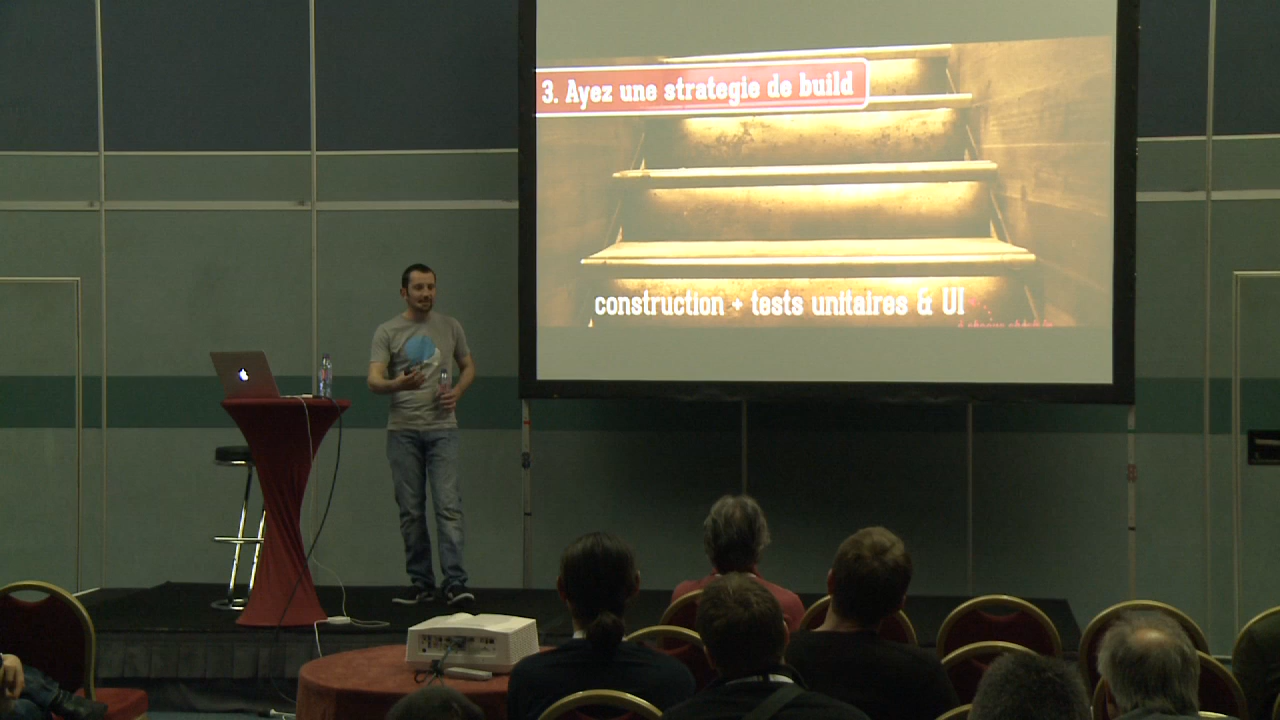 3. Ayez une strategie de build
construction + tests unitaires & UI